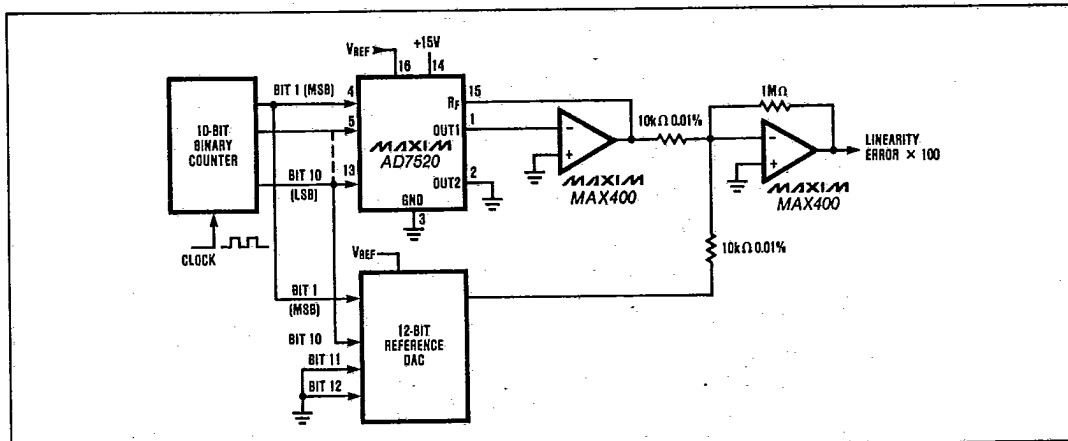 VREF
+15V
16
14
BIT 1 (MSB)
4
15
RF
1MΩ
5
1
OUT1
10kΩ 0.01%
10-BIT
BINARY
COUNTER
MAXIM
AD7520
LINEARITY
ERROR × 100
BIT 10
(LSB)
13
2
OUT2
GND
3
MAXIM
MAX400
MAXIM
MAX400
CLOCK
VREF
10kΩ 0.01%
BIT 1
(MSB)
12-BIT
REFERENCE
DAC
BIT 10
BIT 11
BIT 12